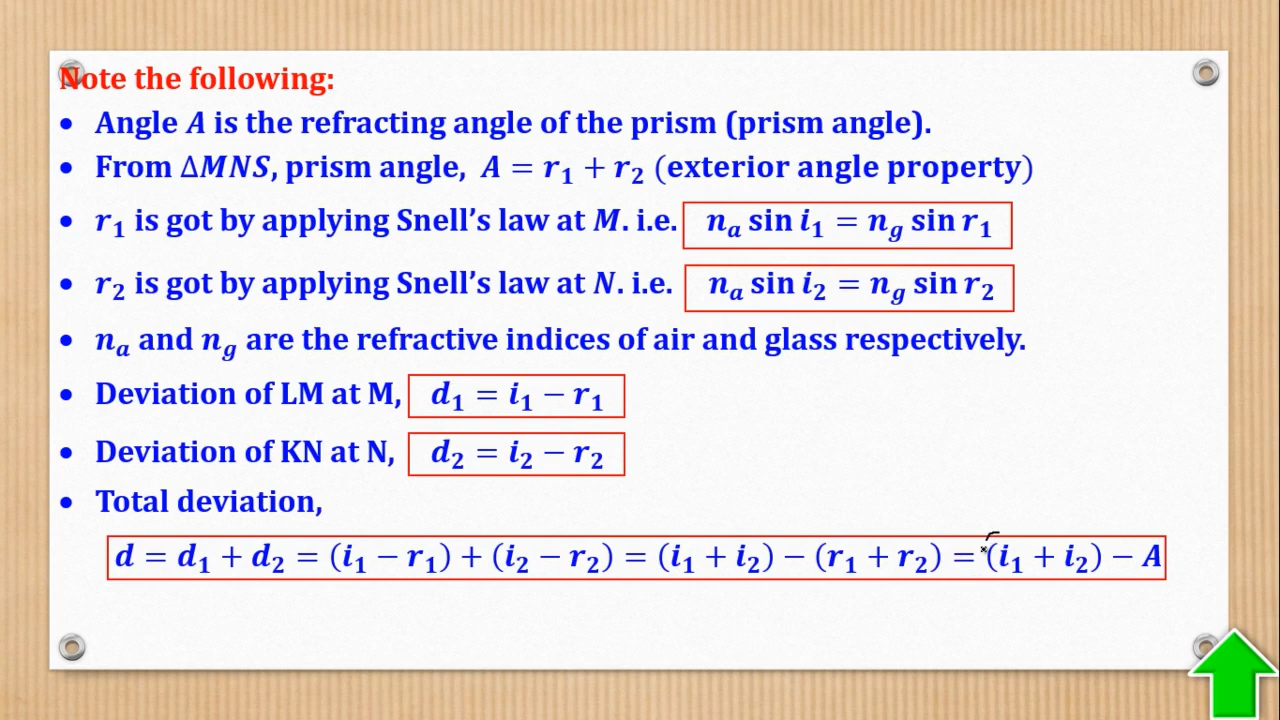 Note the following:
• Angle A is the refracting angle of the prism (prism angle).
• From ΔMNS, prism angle, A = r₁ + r₂ (exterior angle property)
• r₁ is got by applying Snell’s law at M. i.e. nₐ sin i₁ = n_g sin r₁
• r₂ is got by applying Snell’s law at N. i.e. nₐ sin i₂ = n_g sin r₂
• nₐ and n_g are the refractive indices of air and glass respectively.
• Deviation of LM at M, d₁ = i₁ − r₁
• Deviation of KN at N, d₂ = i₂ − r₂
• Total deviation,
d = d₁ + d₂ = (i₁ − r₁) + (i₂ − r₂) = (i₁ + i₂) − (r₁ + r₂) = (i₁ + i₂) − A